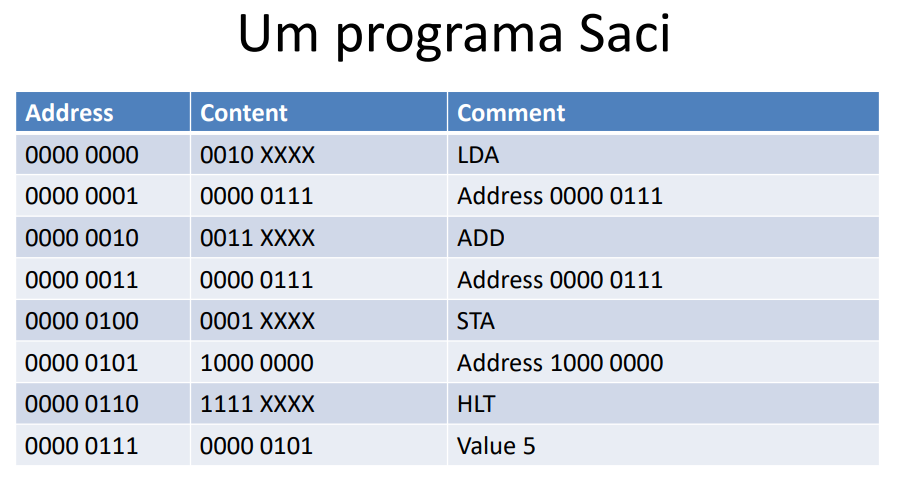 Um programa Saci
Address Content Comment
0000 0000 0010 XXXX LDA
0000 0001 0000 0111 Address 0000 0111
0000 0010 0011 XXXX ADD
0000 0011 0000 0111 Address 0000 0111
0000 0100 0001 XXXX STA
0000 0101 1000 0000 Address 1000 0000
0000 0110 1111 XXXX HLT
0000 0111 0000 0101 Value 5